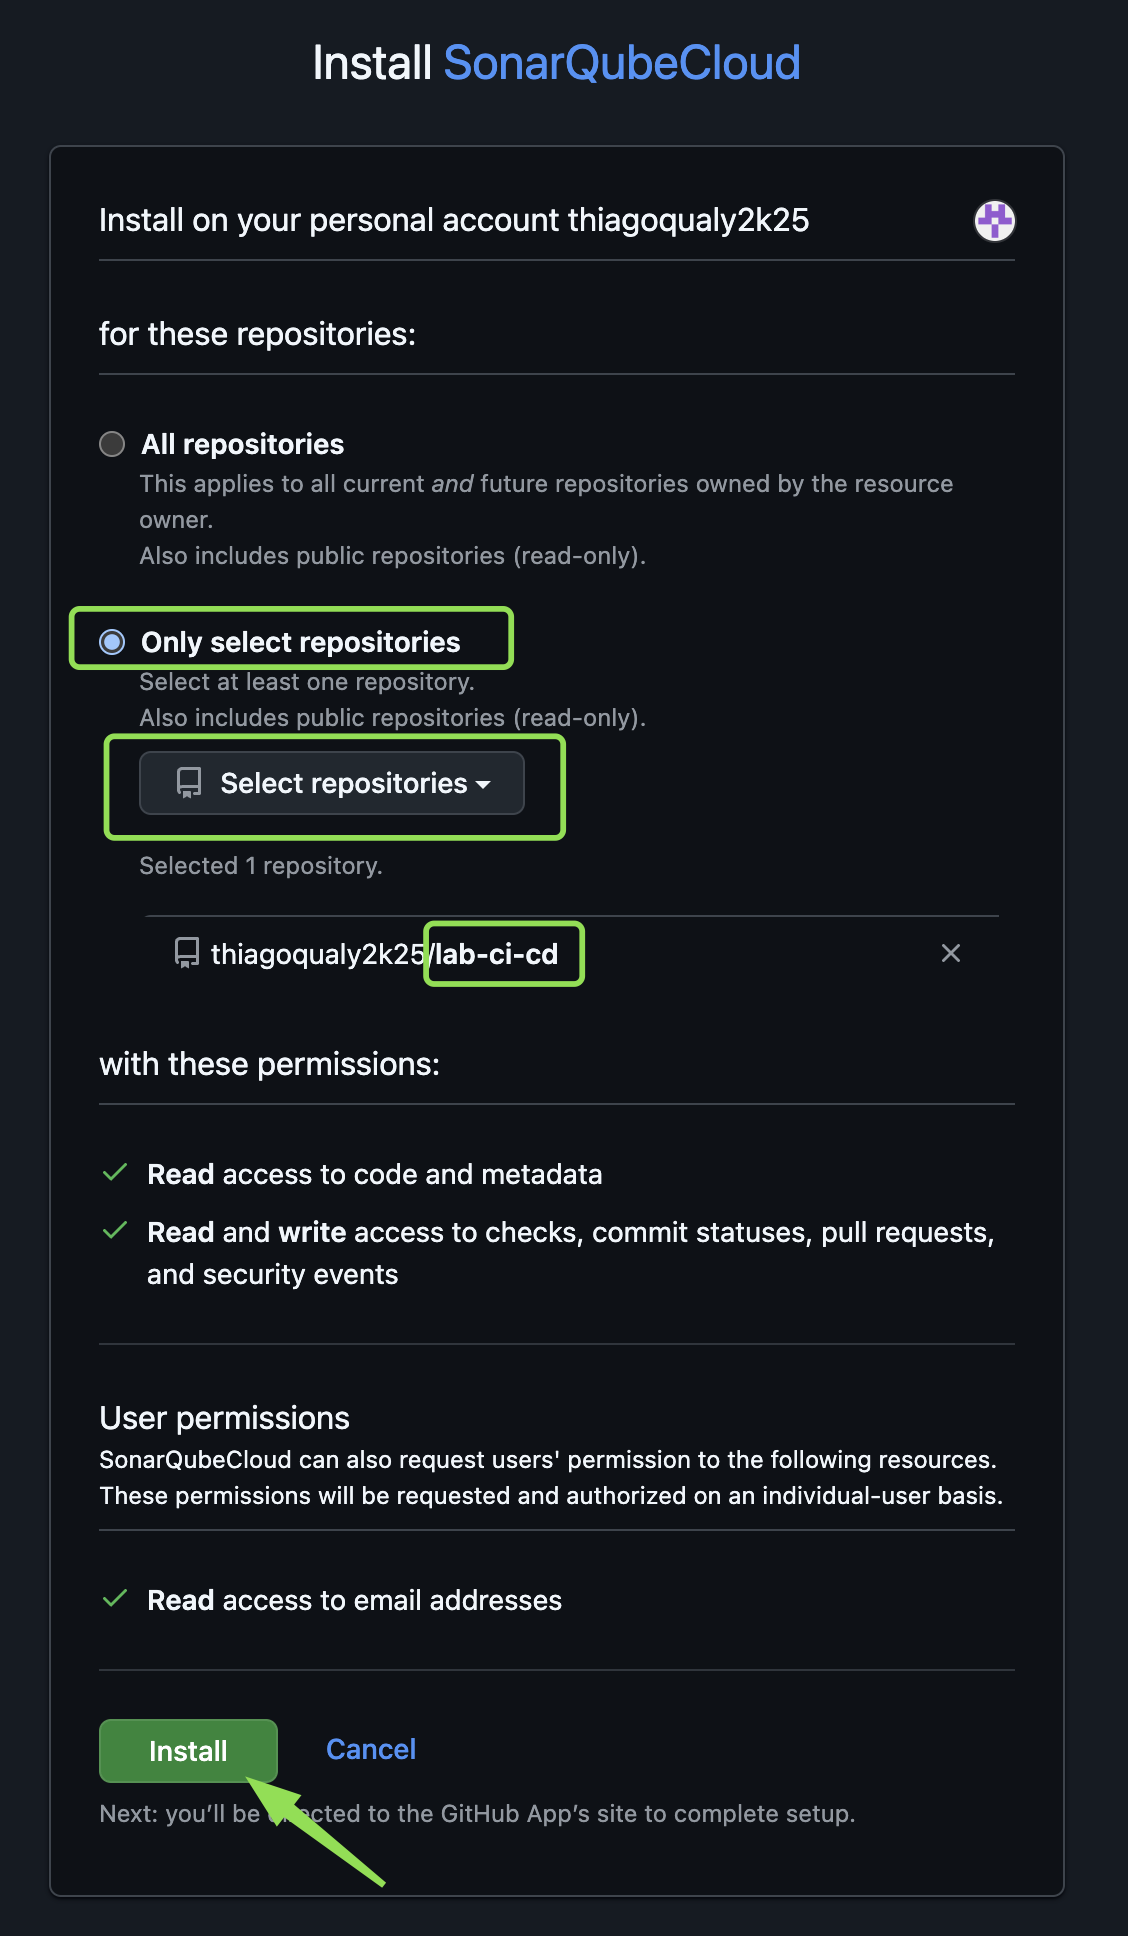 Install SonarQubeCloud
Install on your personal account thiagoqualy2k25
for these repositories:
All repositories
This applies to all current and future repositories owned by the resource
owner.
Also includes public repositories (read-only).
Only select repositories
Select at least one repository.
Also includes public repositories (read-only).
Select repositories
Selected 1 repository.
thiagoqualy2k25/lab-ci-cd
with these permissions:
Read access to code and metadata
Read and write access to checks, commit statuses, pull requests,
and security events
User permissions
SonarQubeCloud can also request users' permission to the following resources.
These permissions will be requested and authorized on an individual-user basis.
Read access to email addresses
Install Cancel
Next: you’ll be directed to the GitHub App’s site to complete setup.